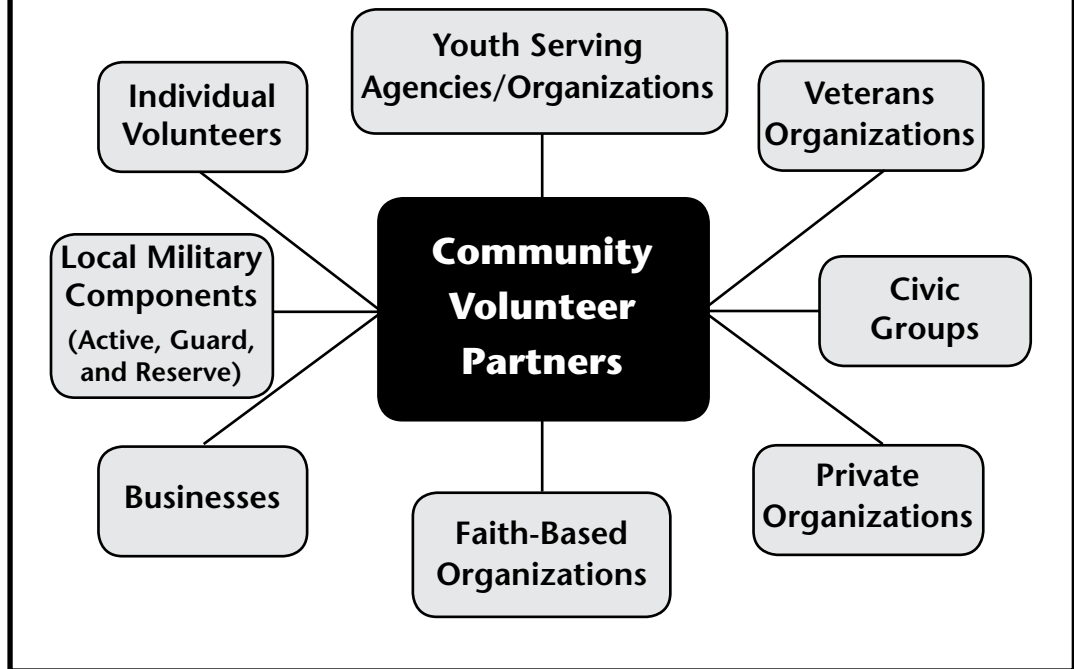 Youth Serving
Agencies/Organizations
Individual
Volunteers
Veterans
Organizations
Local Military
Components
(Active, Guard,
and Reserve)
Community
Volunteer
Partners
Civic
Groups
Businesses
Faith-Based
Organizations
Private
Organizations